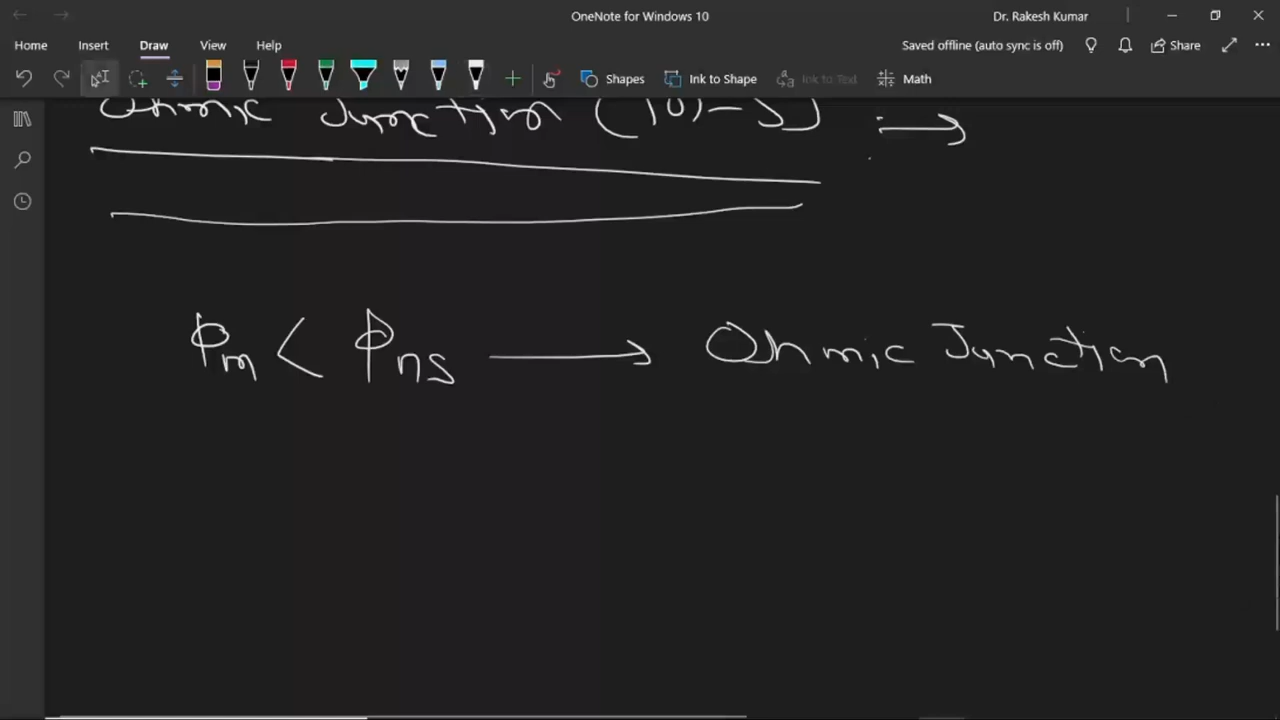 OneNote for Windows 10
Dr. Rakesh Kumar
Home Insert Draw View Help
Saved offline (auto sync is off) Share
Shapes Ink to Shape Ink to Text Math
Ohmic Junction
Φm < Φns → Ohmic Junction